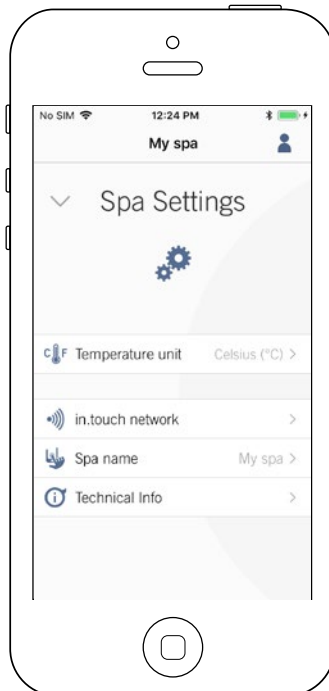 No SIM 12:24 PM
My spa
Spa Settings
C F Temperature unit Celsius (°C) >
in.touch network >
Spa name My spa >
i Technical Info >